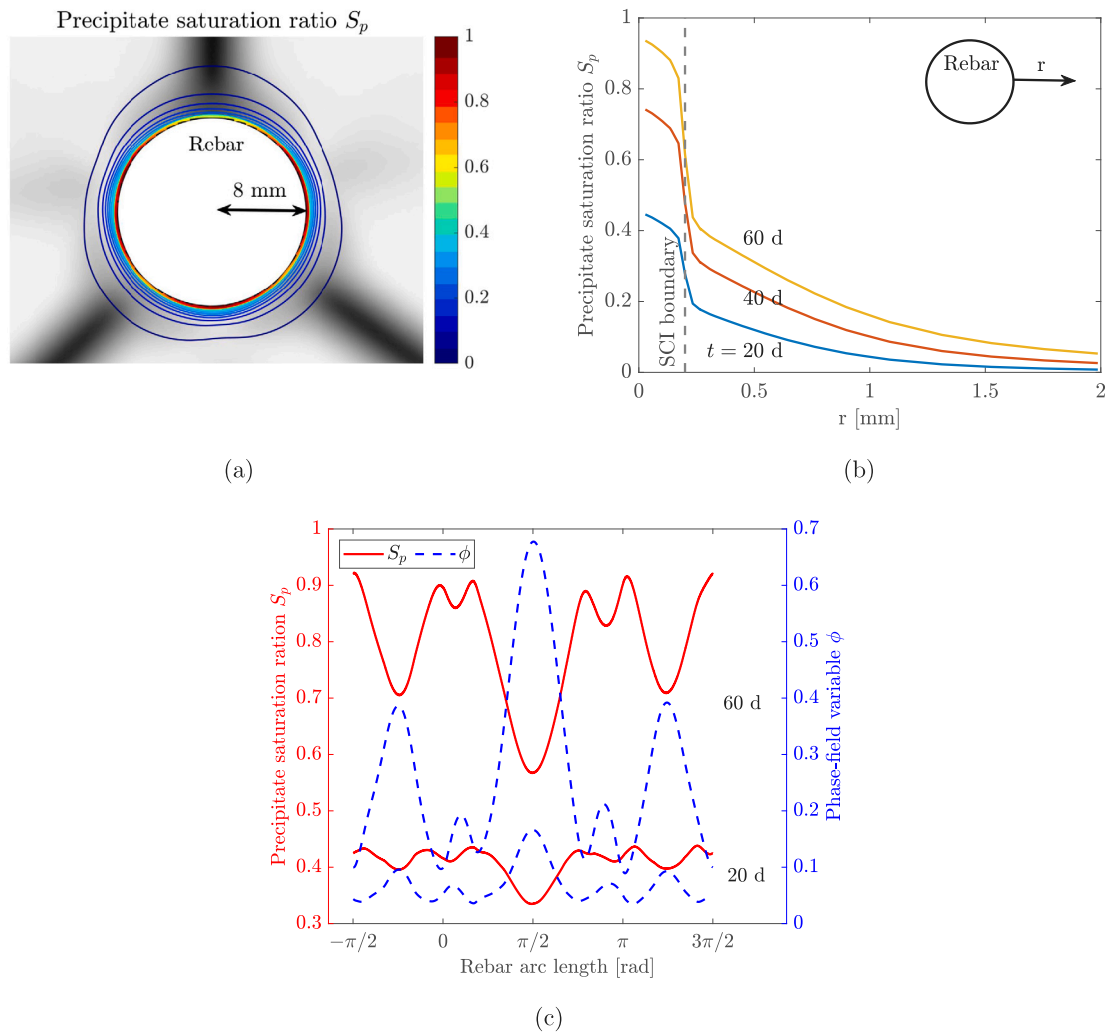 Precipitate saturation ratio Sₚ
Rebar
8 mm
1
0.8
0.6
0.4
0.2
0
(a)
Precipitate saturation ratio Sₚ
1
0.8
0.6
0.4
0.2
0
Rebar
r
60 d
40 d
t = 20 d
SCI boundary
0
0.5
1
1.5
2
r [mm]
(b)
Precipitate saturation ration Sₚ
1
0.9
0.8
0.7
0.6
0.5
0.4
0.3
Sₚ
ϕ
60 d
20 d
0.7
0.6
0.5
0.4
0.3
0.2
0.1
0
Phase-field variable ϕ
−π/2
0
π/2
π
3π/2
Rebar arc length [rad]
(c)